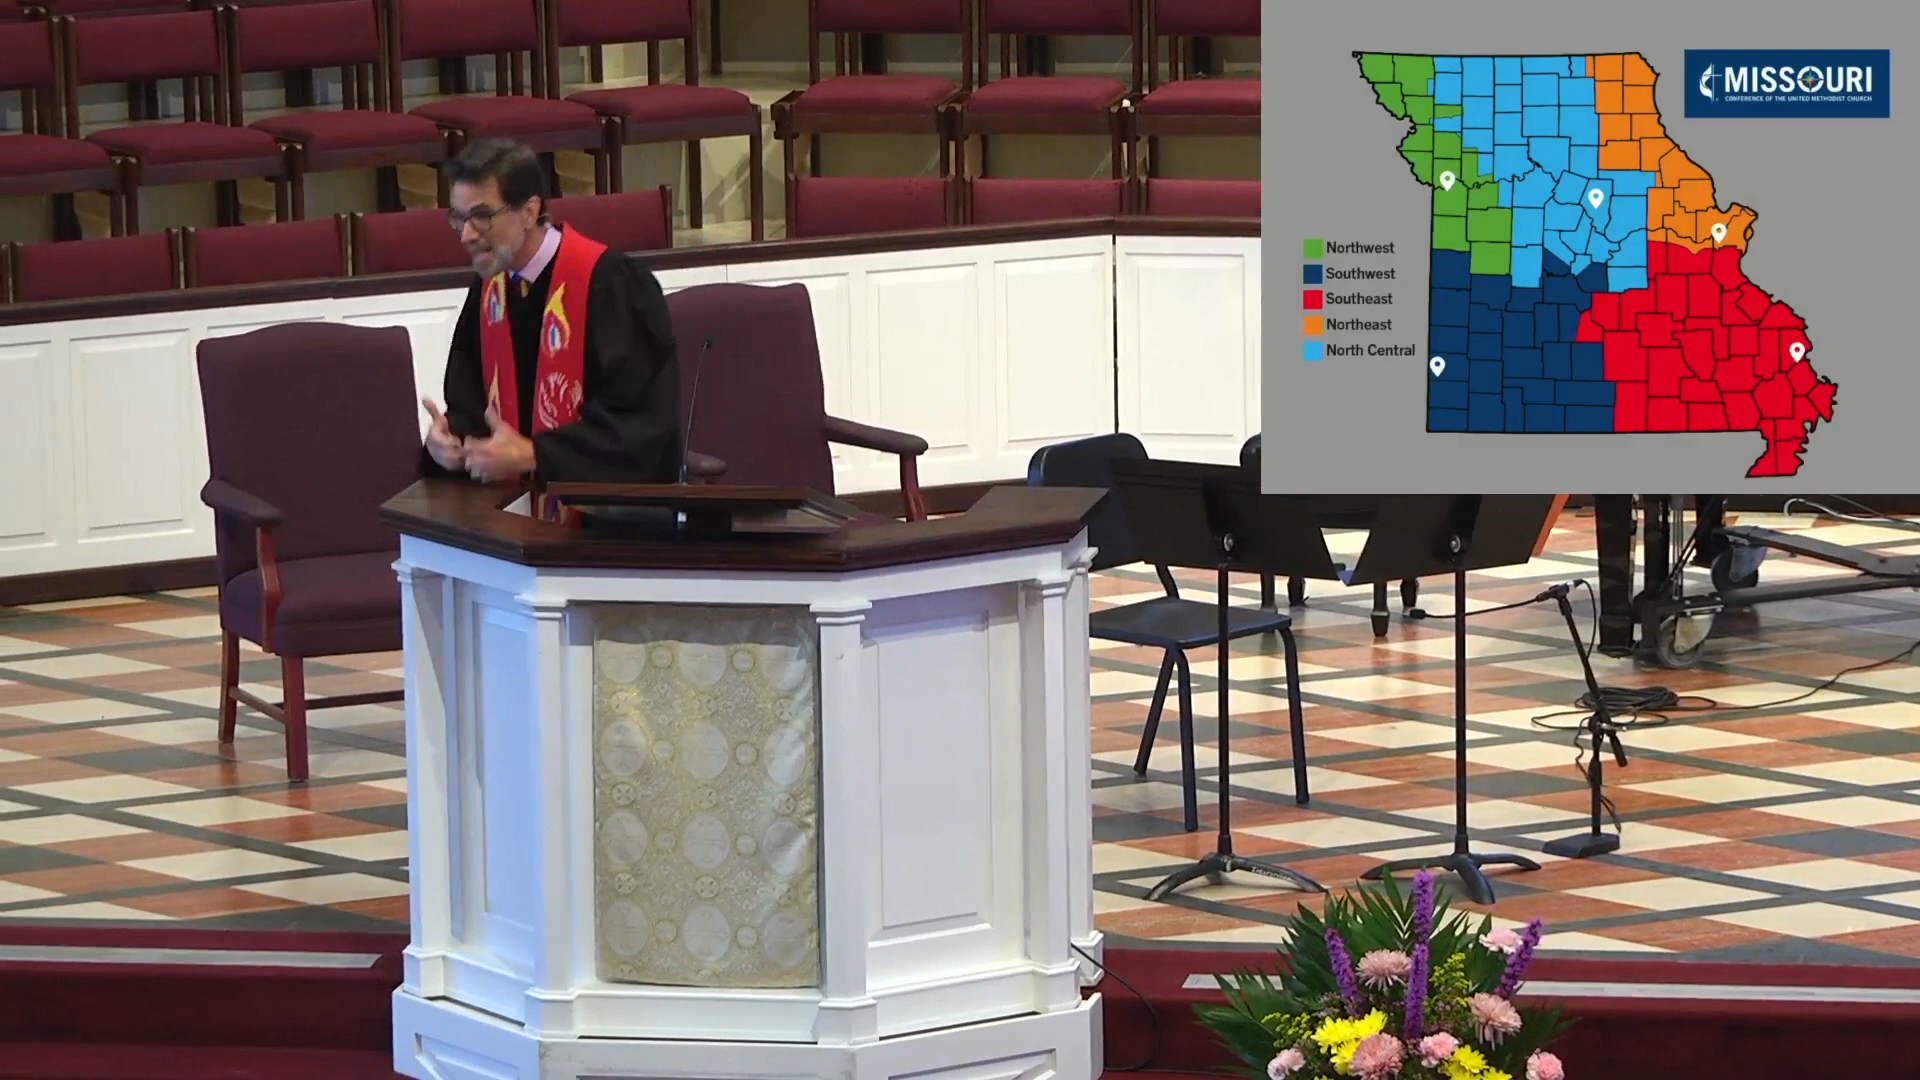 MISSOURI
CONFERENCE OF THE UNITED METHODIST CHURCH
Northwest
Southwest
Southeast
Northeast
North Central